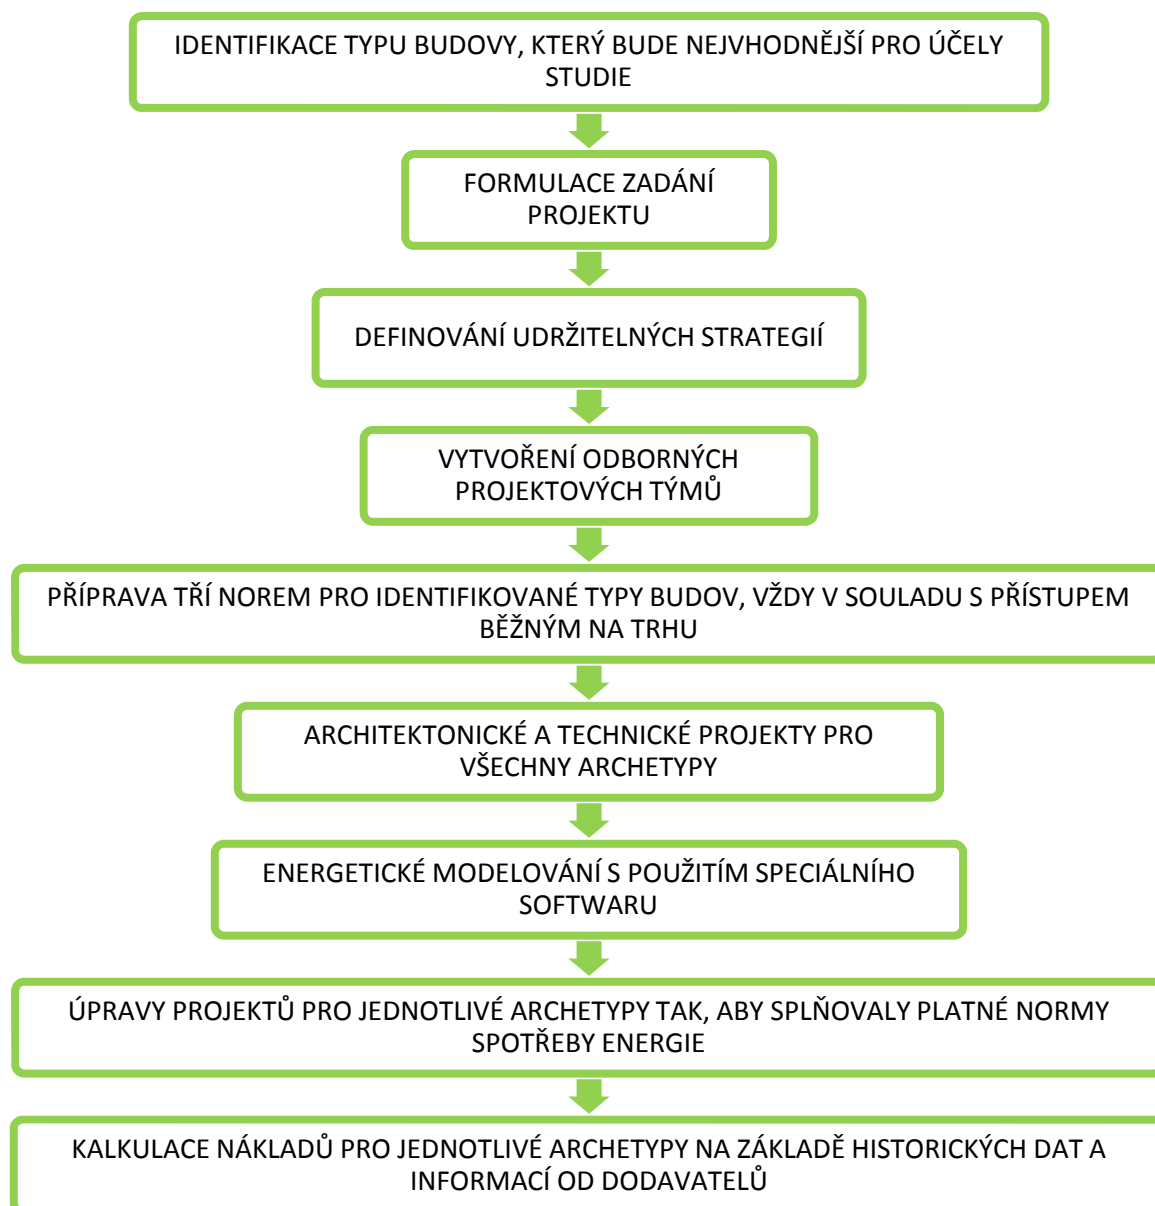 IDENTIFIKACE TYPU BUDOVY, KTERÝ BUDE NEJVHODNĚJŠÍ PRO ÚČELY
STUDIE
FORMULACE ZADÁNÍ
PROJEKTU
DEFINOVÁNÍ UDRŽITELNÝCH STRATEGIÍ
VYTVOŘENÍ ODBORNÝCH
PROJEKTOVÝCH TÝMŮ
PŘÍPRAVA TŘÍ NOREM PRO IDENTIFIKOVANÉ TYPY BUDOV, VŽDY V SOULADU S PŘÍSTUPEM
BĚŽNÝM NA TRHU
ARCHITEKTONICKÉ A TECHNICKÉ PROJEKTY PRO
VŠECHNY ARCHETYPY
ENERGETICKÉ MODELOVÁNÍ S POUŽITÍM SPECIÁLNÍHO
SOFTWARU
ÚPRAVY PROJEKTŮ PRO JEDNOTLIVÉ ARCHETYPY TAK, ABY SPLŇOVALY PLATNÉ NORMY
SPOTŘEBY ENERGIE
KALKULACE NÁKLADŮ PRO JEDNOTLIVÉ ARCHETYPY NA ZÁKLADĚ HISTORICKÝCH DAT A
INFORMACÍ OD DODAVATELŮ